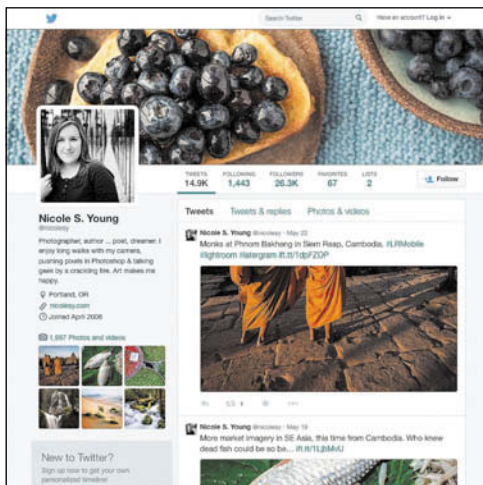 Search Twitter
Have an account? Log in
TWEETS FOLLOWING FOLLOWERS FAVORITES LISTS
14.9K 1,443 26.3K 67 2
Follow
Nicole S. Young
@nicolesy
Photographer, author ... poet, dreamer. I
enjoy long walks with my camera,
pushing pixels in Photoshop & talking
geek by a crackling fire. Art makes me
happy.
Portland, OR
nicolesy.com
Joined April 2008
1,997 Photos and videos
New to Twitter?
Sign up now to get your own
personalized timeline!
Tweets Tweets & replies Photos & videos
Nicole S. Young @nicolesy · May 22
Monks at Phnom Bakheng in Siem Reap, Cambodia. #LRMobile
#lightroom #latergram ift.tt/1dpFZOP
Nicole S. Young @nicolesy · May 19
More market imagery in SE Asia, this time from Cambodia. Who knew
dead fish could be so be... ift.tt/1LjbMvU